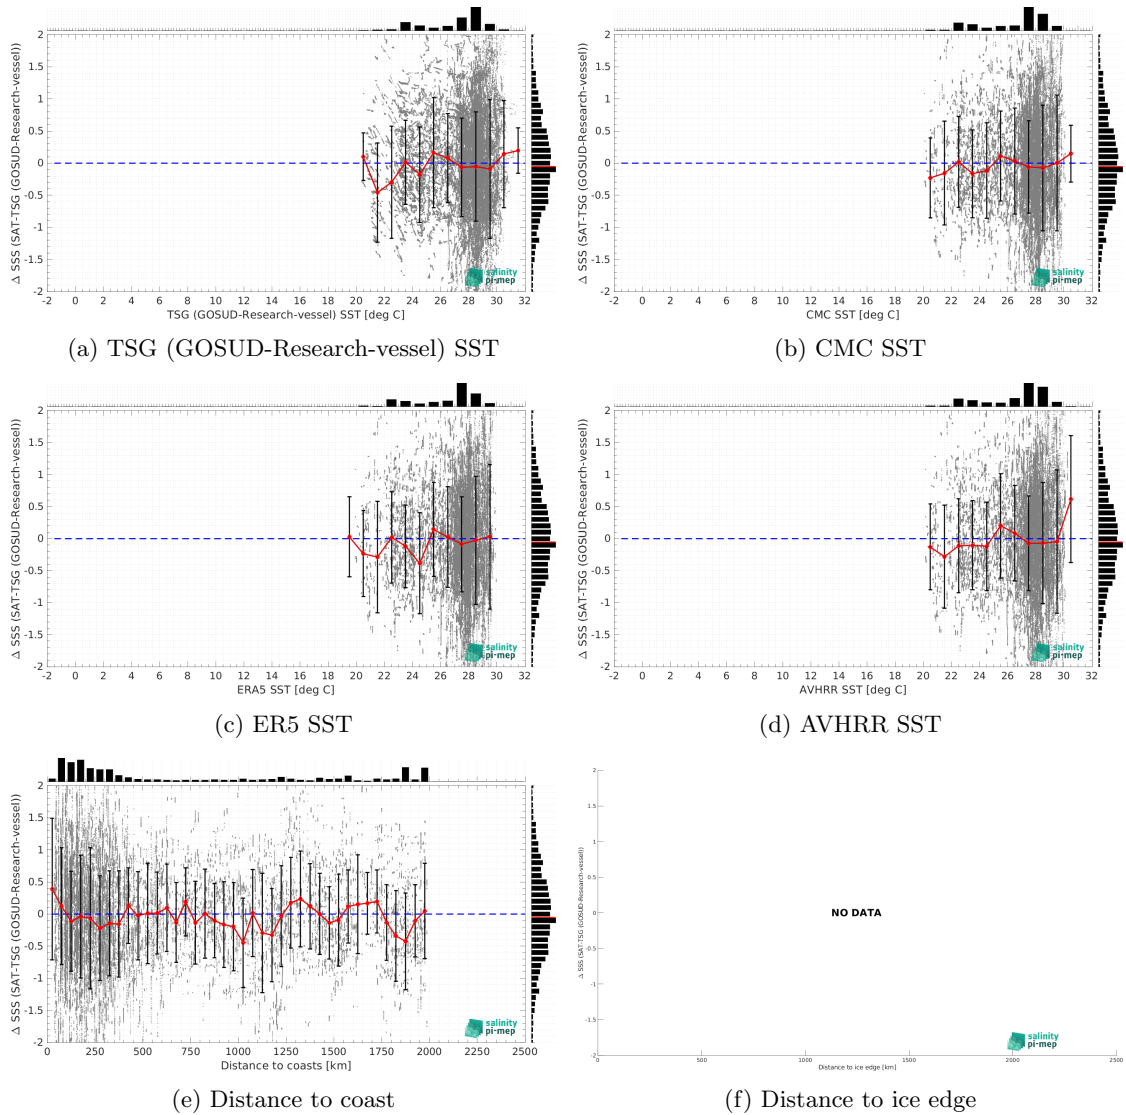 Δ SSS (SAT-TSG (GOSUD-Research-vessel))
2
1.5
1
0.5
0
-0.5
-1
-1.5
-2
-2 0 2 4 6 8 10 12 14 16 18 20 22 24 26 28 30 32
TSG (GOSUD-Research-vessel) SST [deg C]
salinity
pi-mep
(a) TSG (GOSUD-Research-vessel) SST
Δ SSS (SAT-TSG (GOSUD-Research-vessel))
2
1.5
1
0.5
0
-0.5
-1
-1.5
-2
-2 0 2 4 6 8 10 12 14 16 18 20 22 24 26 28 30 32
CMC SST [deg C]
salinity
pi-mep
(b) CMC SST
Δ SSS (SAT-TSG (GOSUD-Research-vessel))
2
1.5
1
0.5
0
-0.5
-1
-1.5
-2
-2 0 2 4 6 8 10 12 14 16 18 20 22 24 26 28 30 32
ERA5 SST [deg C]
salinity
pi-mep
(c) ER5 SST
Δ SSS (SAT-TSG (GOSUD-Research-vessel))
2
1.5
1
0.5
0
-0.5
-1
-1.5
-2
-2 0 2 4 6 8 10 12 14 16 18 20 22 24 26 28 30 32
AVHRR SST [deg C]
salinity
pi-mep
(d) AVHRR SST
Δ SSS (SAT-TSG (GOSUD-Research-vessel))
2
1.5
1
0.5
0
-0.5
-1
-1.5
-2
0 250 500 750 1000 1250 1500 1750 2000 2250 2500
Distance to coasts [km]
salinity
pi-mep
(e) Distance to coast
Δ SSS (SAT-TSG (GOSUD-Research-vessel))
2
1.5
1
0.5
0
-0.5
-1
-1.5
-2
NO DATA
0 500 1000 1500 2000 2500
Distance to ice edge [km]
salinity
pi-mep
(f) Distance to ice edge